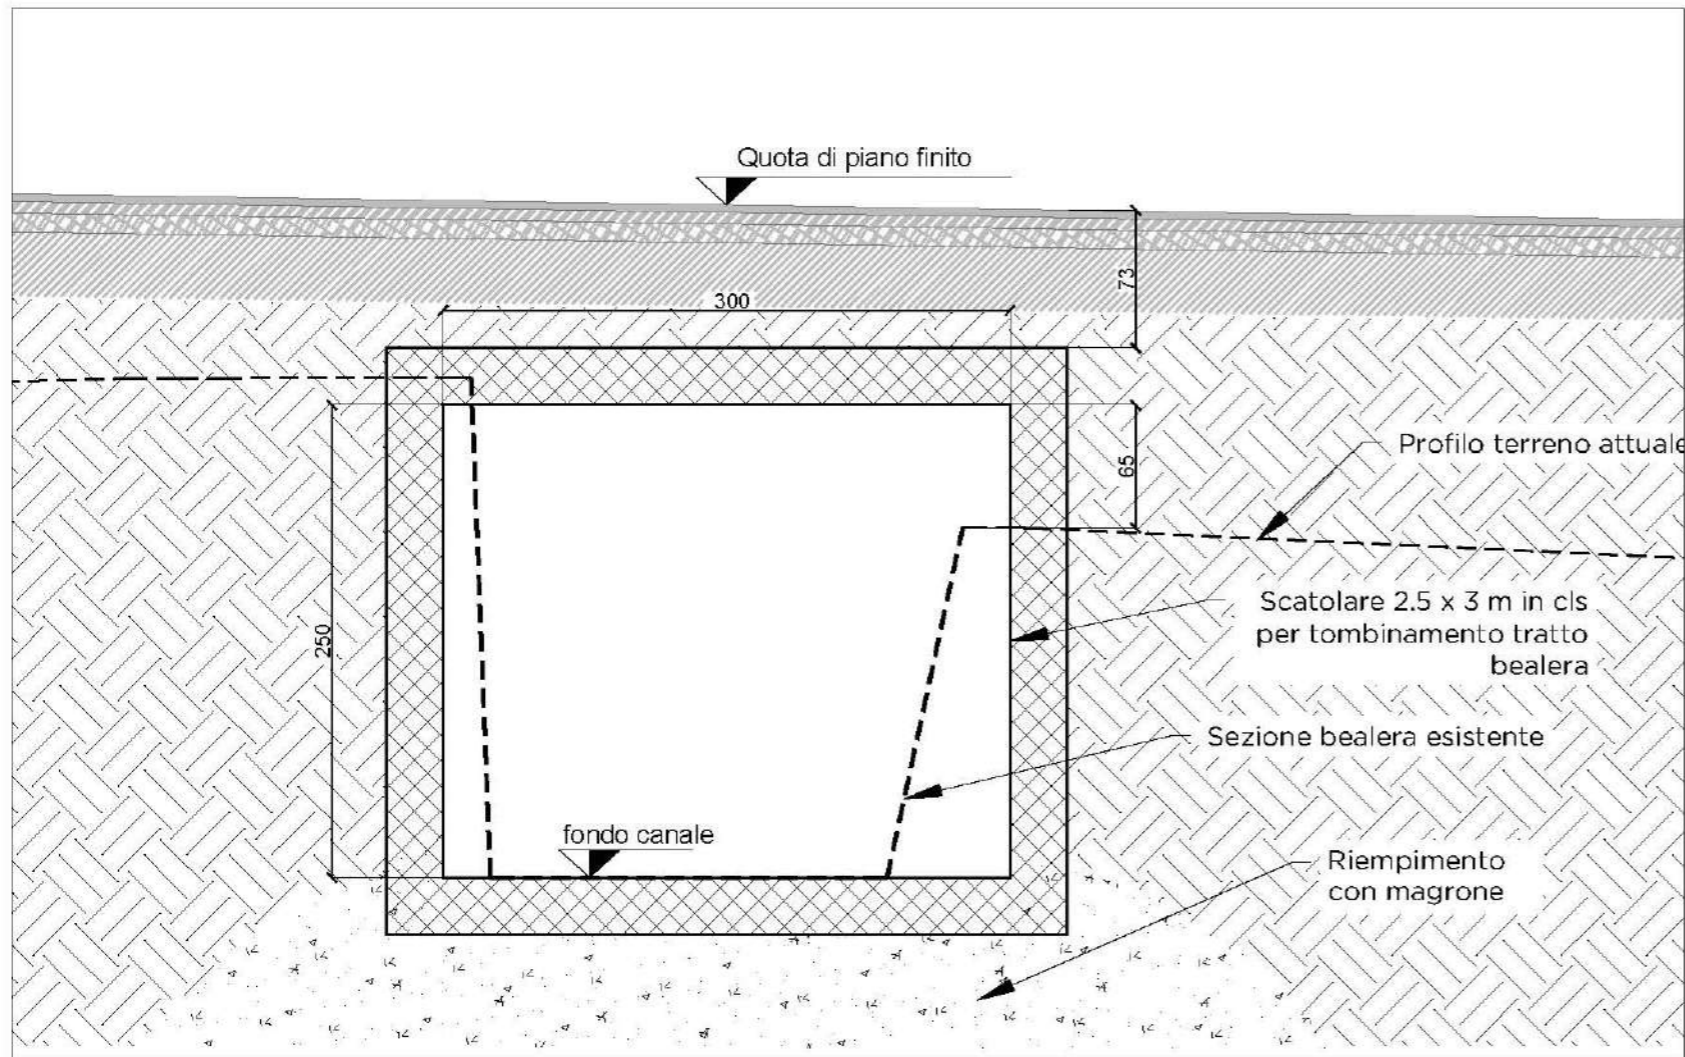 Quota di piano finito
73
300
65
Profilo terreno attuale
Scatolare 2.5 x 3 m in cls
per tombinamento tratto
bealera
250
Sezione bealera esistente
fondo canale
Riempimento
con magrone